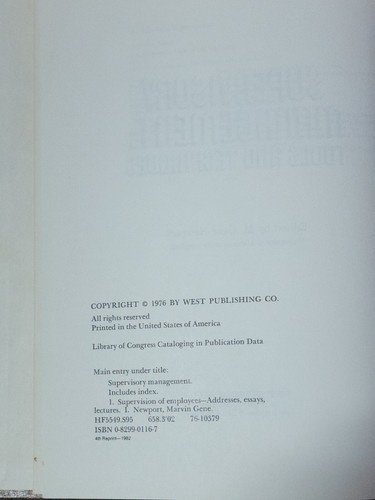 COPYRIGHT © 1976 BY WEST PUBLISHING CO.
All rights reserved
Printed in the United States of America
Library of Congress Cataloging in Publication Data
Main entry under title:
Supervisory management.
Includes index.
1. Supervision of employees—Addresses, essays,
lectures. I. Newport, Marvin Gene.
HF5549.S95 658.3'02 76-10379
ISBN 0-8299-0116-7
4th Reprint—1982